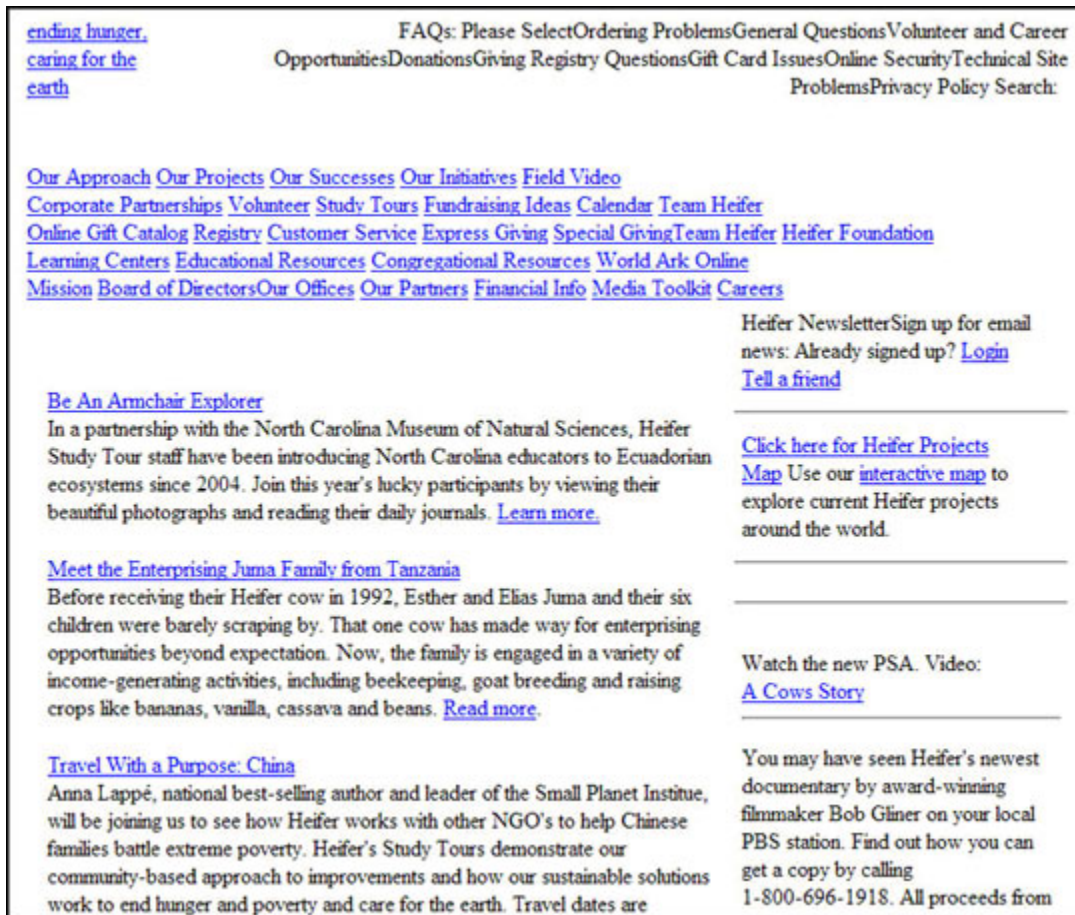 ending hunger,
caring for the
earth
FAQs: Please SelectOrdering ProblemsGeneral QuestionsVolunteer and Career
OpportunitiesDonationsGiving Registry QuestionsGift Card IssuesOnline SecurityTechnical Site
ProblemsPrivacy Policy Search:
Our Approach Our Projects Our Successes Our Initiatives Field Video
Corporate Partnerships Volunteer Study Tours Fundraising Ideas Calendar Team Heifer
Online Gift Catalog Registry Customer Service Express Giving Special GivingTeam Heifer Heifer Foundation
Learning Centers Educational Resources Congregational Resources World Ark Online
Mission Board of DirectorsOur Offices Our Partners Financial Info Media Toolkit Careers
Be An Armchair Explorer
In a partnership with the North Carolina Museum of Natural Sciences, Heifer
Study Tour staff have been introducing North Carolina educators to Ecuadorian
ecosystems since 2004. Join this year's lucky participants by viewing their
beautiful photographs and reading their daily journals. Learn more.
Meet the Enterprising Juma Family from Tanzania
Before receiving their Heifer cow in 1992, Esther and Elias Juma and their six
children were barely scraping by. That one cow has made way for enterprising
opportunities beyond expectation. Now, the family is engaged in a variety of
income-generating activities, including beekeeping, goat breeding and raising
crops like bananas, vanilla, cassava and beans. Read more.
Travel With a Purpose: China
Anna Lappé, national best-selling author and leader of the Small Planet Institue,
will be joining us to see how Heifer works with other NGO's to help Chinese
families battle extreme poverty. Heifer's Study Tours demonstrate our
community-based approach to improvements and how our sustainable solutions
work to end hunger and poverty and care for the earth. Travel dates are
Heifer NewsletterSign up for email
news: Already signed up? Login
Tell a friend
Click here for Heifer Projects
Map Use our interactive map to
explore current Heifer projects
around the world.
Watch the new PSA. Video:
A Cows Story
You may have seen Heifer's newest
documentary by award-winning
filmmaker Bob Gliner on your local
PBS station. Find out how you can
get a copy by calling
1-800-696-1918. All proceeds from